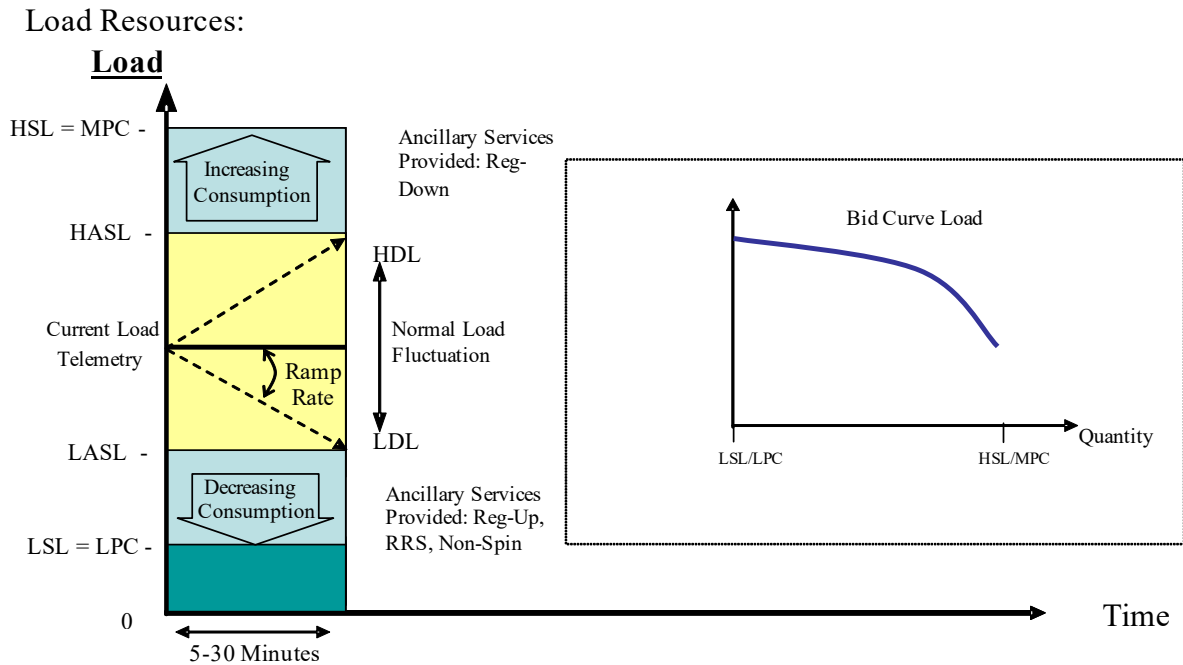 Load Resources:
Load
HSL = MPC -
Increasing
Consumption
Ancillary Services
Provided: Reg-
Down
HASL -
HDL
Current Load
Telemetry
Normal Load
Fluctuation
Ramp
Rate
LASL -
LDL
Decreasing
Consumption
Ancillary Services
Provided: Reg-Up,
RRS, Non-Spin
LSL = LPC -
0
Time
5-30 Minutes
Bid Curve Load
Quantity
LSL/LPC
HSL/MPC